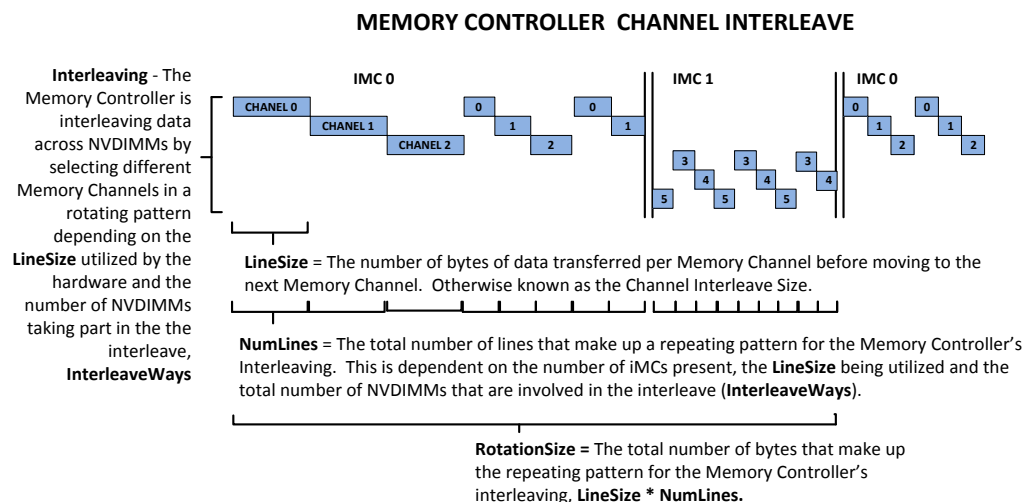 MEMORY CONTROLLER CHANNEL INTERLEAVE
Interleaving - The
Memory Controller is
interleaving data
across NVDIMMs by
selecting different
Memory Channels in a
rotating pattern
depending on the
LineSize utilized by the
hardware and the
number of NVDIMMs
taking part in the the
interleave,
InterleaveWays
IMC 0
IMC 1
IMC 0
CHANEL 0
0
0
0
0
CHANEL 1
1
1
1
1
CHANEL 2
2
2
2
3
3
3
4
4
4
5
5
5
LineSize = The number of bytes of data transferred per Memory Channel before moving to the
next Memory Channel. Otherwise known as the Channel Interleave Size.
NumLines = The total number of lines that make up a repeating pattern for the Memory Controller's
Interleaving. This is dependent on the number of iMCs present, the LineSize being utilized and the
total number of NVDIMMs that are involved in the interleave (InterleaveWays).
RotationSize = The total number of bytes that make up
the repeating pattern for the Memory Controller's
interleaving, LineSize * NumLines.